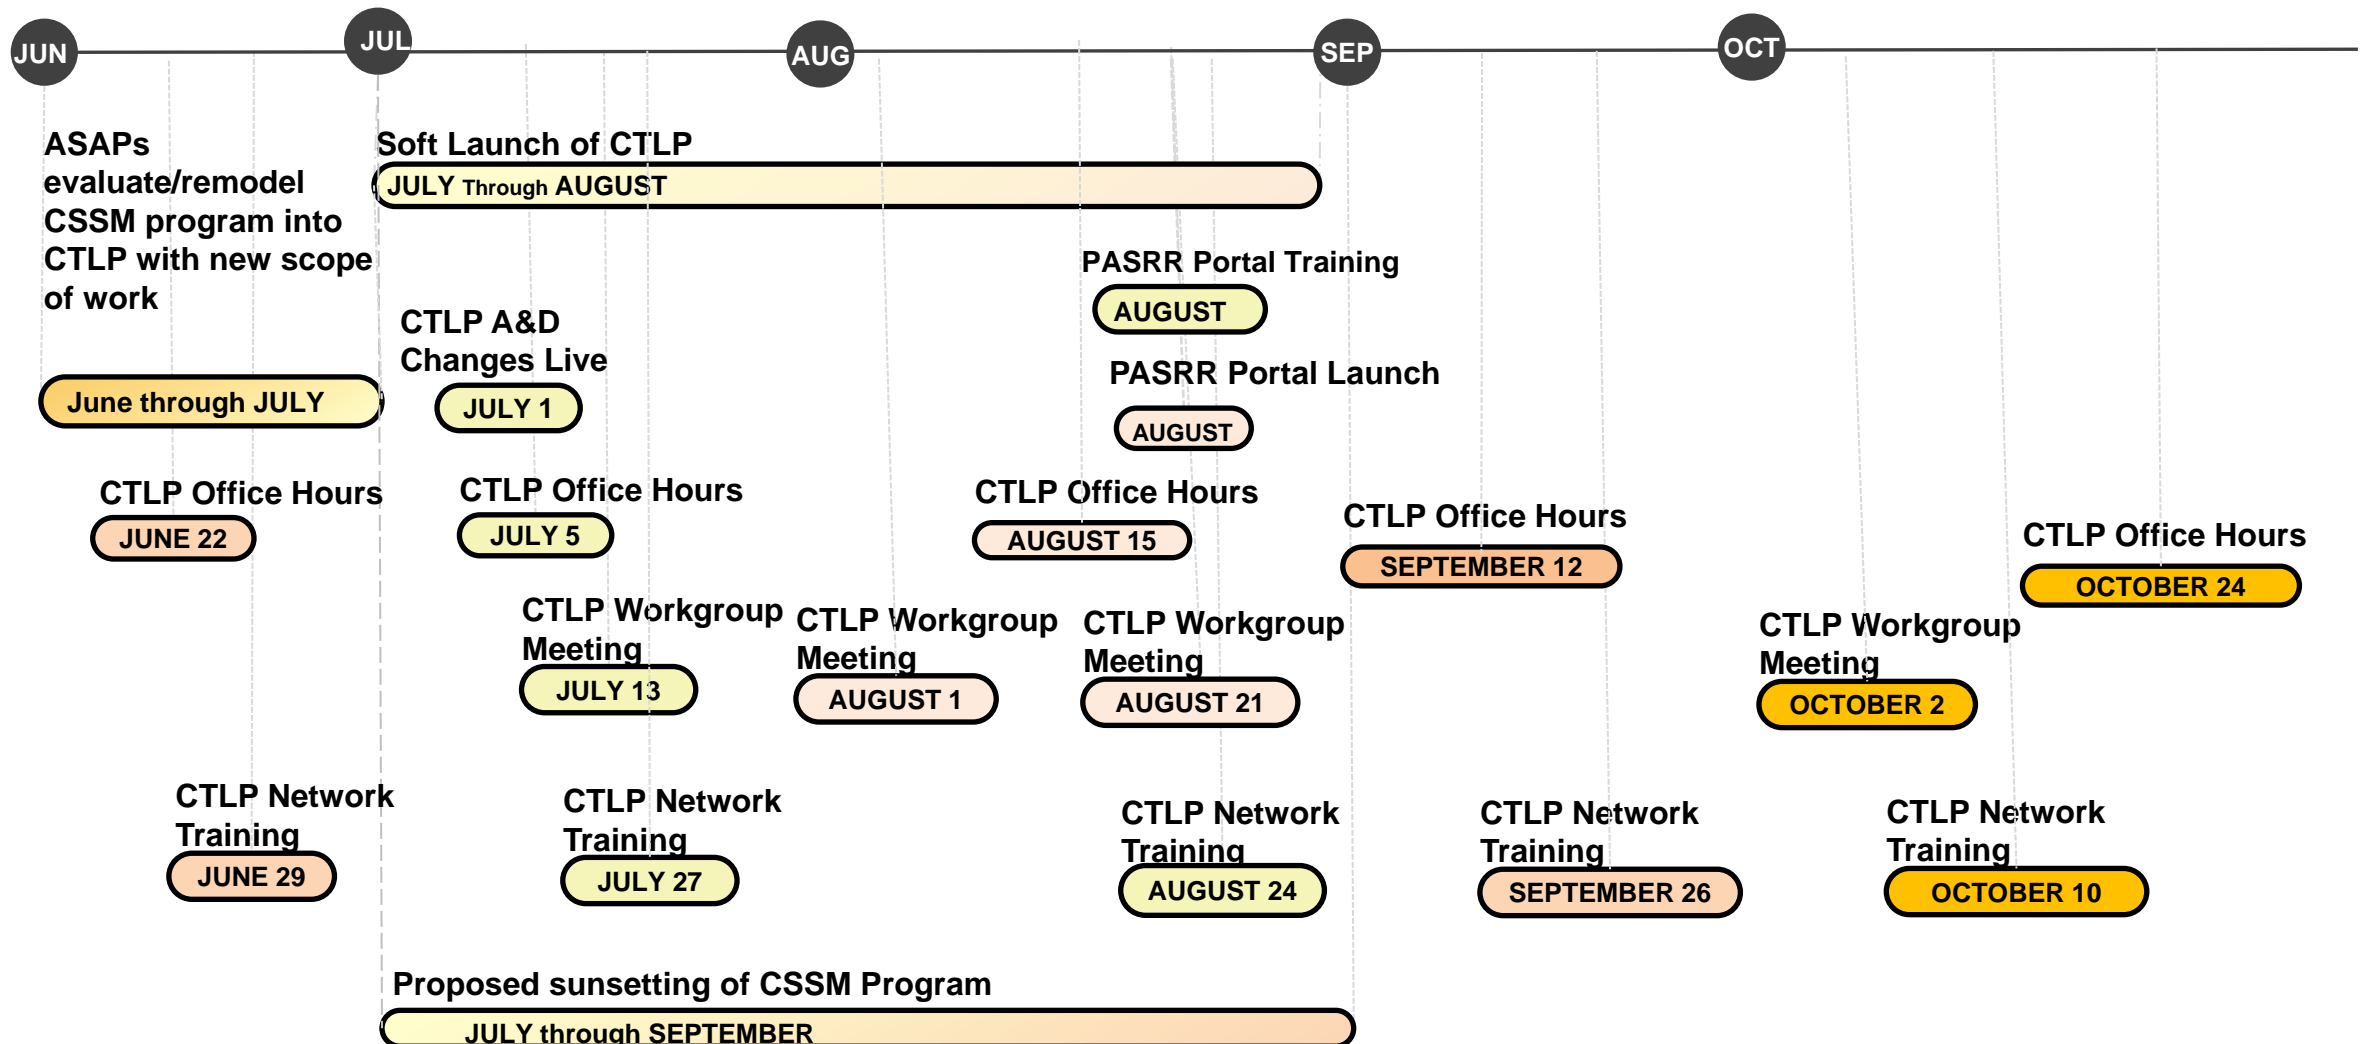 JUN
JUL
AUG
SEP
OCT
ASAPs
evaluate/remodel
CSSM program into
CTLP with new scope
of work
June through JULY
Soft Launch of CTLP
JULY Through AUGUST
CTLP A&D
Changes Live
JULY 1
PASRR Portal Training
AUGUST
PASRR Portal Launch
AUGUST
CTLP Office Hours
JUNE 22
CTLP Office Hours
JULY 5
CTLP Office Hours
AUGUST 15
CTLP Office Hours
SEPTEMBER 12
CTLP Office Hours
OCTOBER 24
CTLP Workgroup
Meeting
JULY 13
CTLP Workgroup
Meeting
AUGUST 1
CTLP Workgroup
Meeting
AUGUST 21
CTLP Workgroup
Meeting
OCTOBER 2
CTLP Network
Training
JUNE 29
CTLP Network
Training
JULY 27
CTLP Network
Training
AUGUST 24
CTLP Network
Training
SEPTEMBER 26
CTLP Network
Training
OCTOBER 10
Proposed sunsetting of CSSM Program
JULY through SEPTEMBER